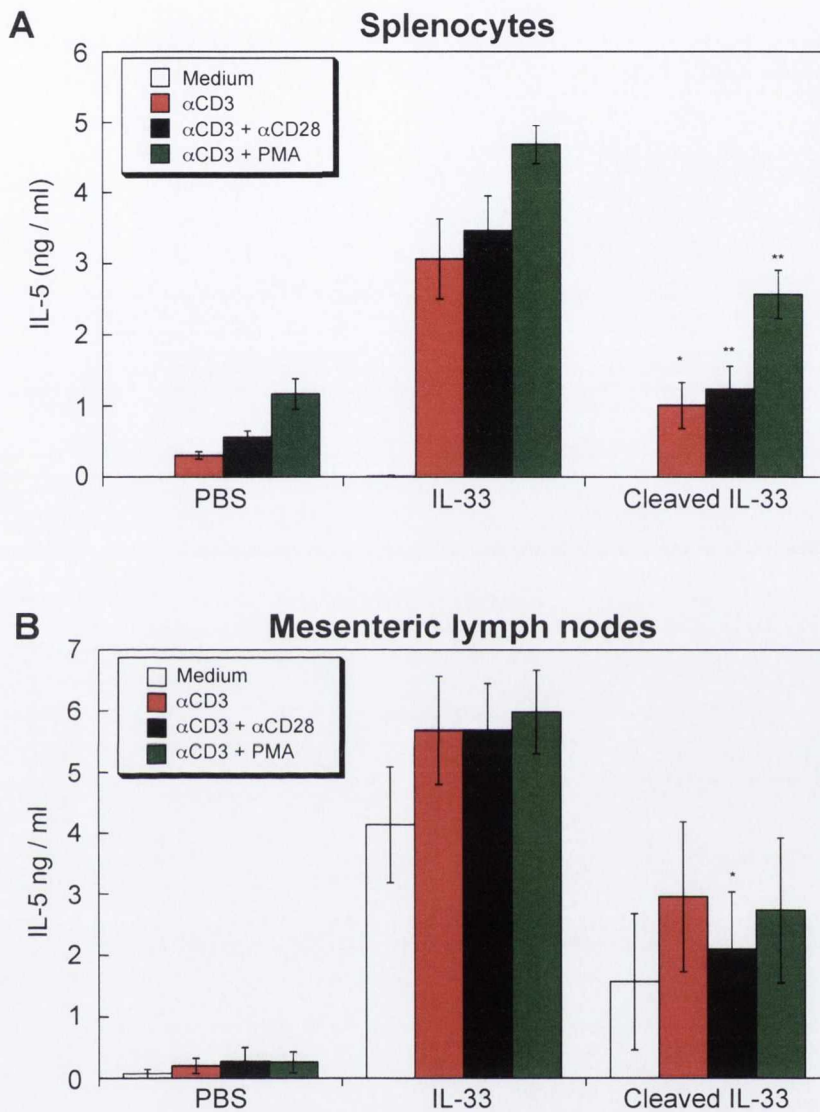 A
Splenocytes
6
5
4
3
2
1
0
IL-5 (ng / ml)
Medium
αCD3
αCD3 + αCD28
αCD3 + PMA
*
**
**
PBS
IL-33
Cleaved IL-33
B
Mesenteric lymph nodes
7
6
5
4
3
2
1
0
IL-5 ng / ml
Medium
αCD3
αCD3 + αCD28
αCD3 + PMA
*
PBS
IL-33
Cleaved IL-33